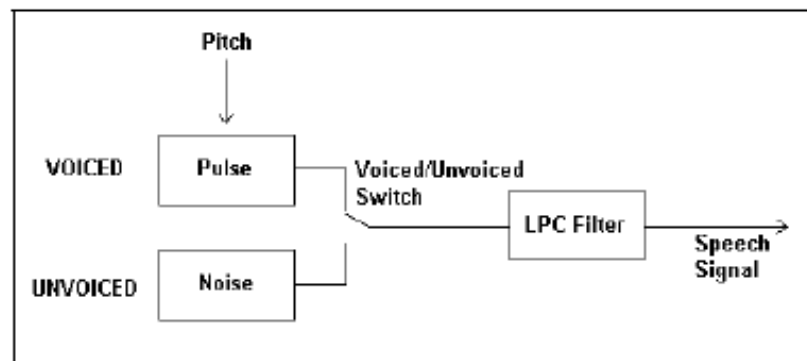 Pitch
VOICED
Pulse
Voiced/Unvoiced
Switch
LPC Filter
Speech
Signal
UNVOICED
Noise